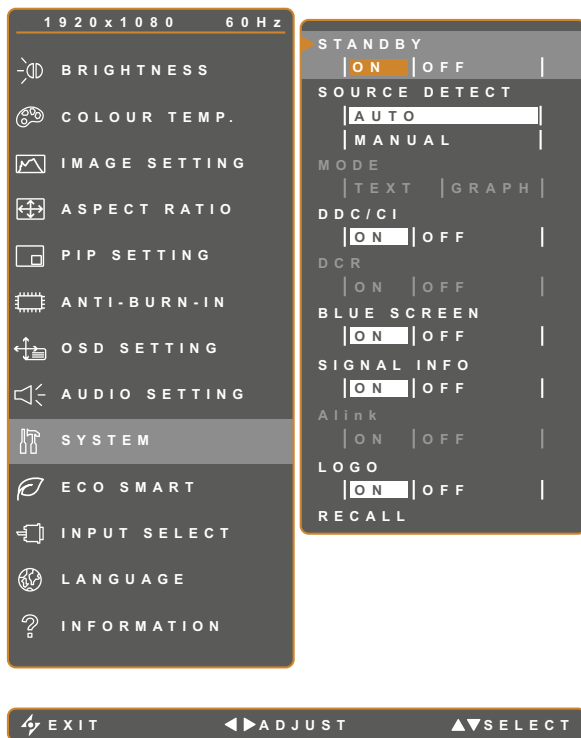 1920x1080 60Hz
BRIGHTNESS
COLOUR TEMP.
IMAGE SETTING
ASPECT RATIO
PIP SETTING
ANTI-BURN-IN
OSD SETTING
AUDIO SETTING
SYSTEM
ECO SMART
INPUT SELECT
LANGUAGE
INFORMATION
STANDBY
ON OFF
SOURCE DETECT
AUTO
MANUAL
MODE
TEXT GRAPH
DDC/CI
ON OFF
DCR
ON OFF
BLUE SCREEN
ON OFF
SIGNAL INFO
ON OFF
Alink
ON OFF
LOGO
ON OFF
RECALL
EXIT ADJUST SELECT